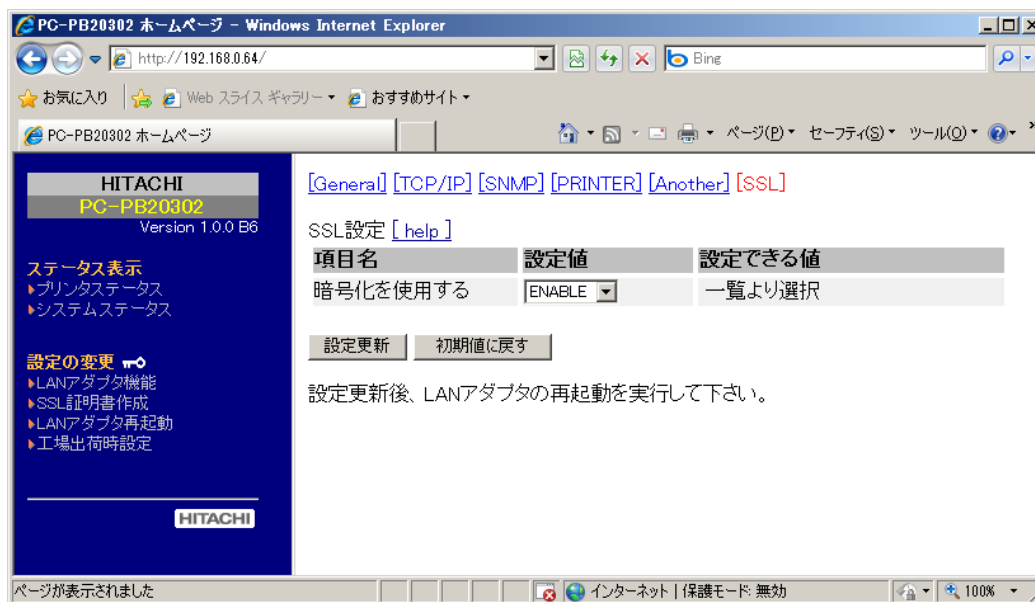 PC-PB20302 ホームページ - Windows Internet Explorer
http://192.168.0.64/
Bing
お気に入り
Web スライス ギャラリー
おすすめサイト
PC-PB20302 ホームページ
ページ(P)
セーフティ(S)
ツール(O)
HITACHI
PC-PB20302
Version 1.0.0 B6
ステータス表示
プリンタステータス
システムステータス
設定の変更
LANアダプタ機能
SSL証明書作成
LANアダプタ再起動
工場出荷時設定
HITACHI
[General] [TCP/IP] [SNMP] [PRINTER] [Another] [SSL]
SSL設定 [ help ]
項目名 設定値 設定できる値
暗号化を使用する ENABLE 一覧より選択
設定更新 初期値に戻す
設定更新後、LANアダプタの再起動を実行して下さい。
ページが表示されました
インターネット | 保護モード: 無効
100%